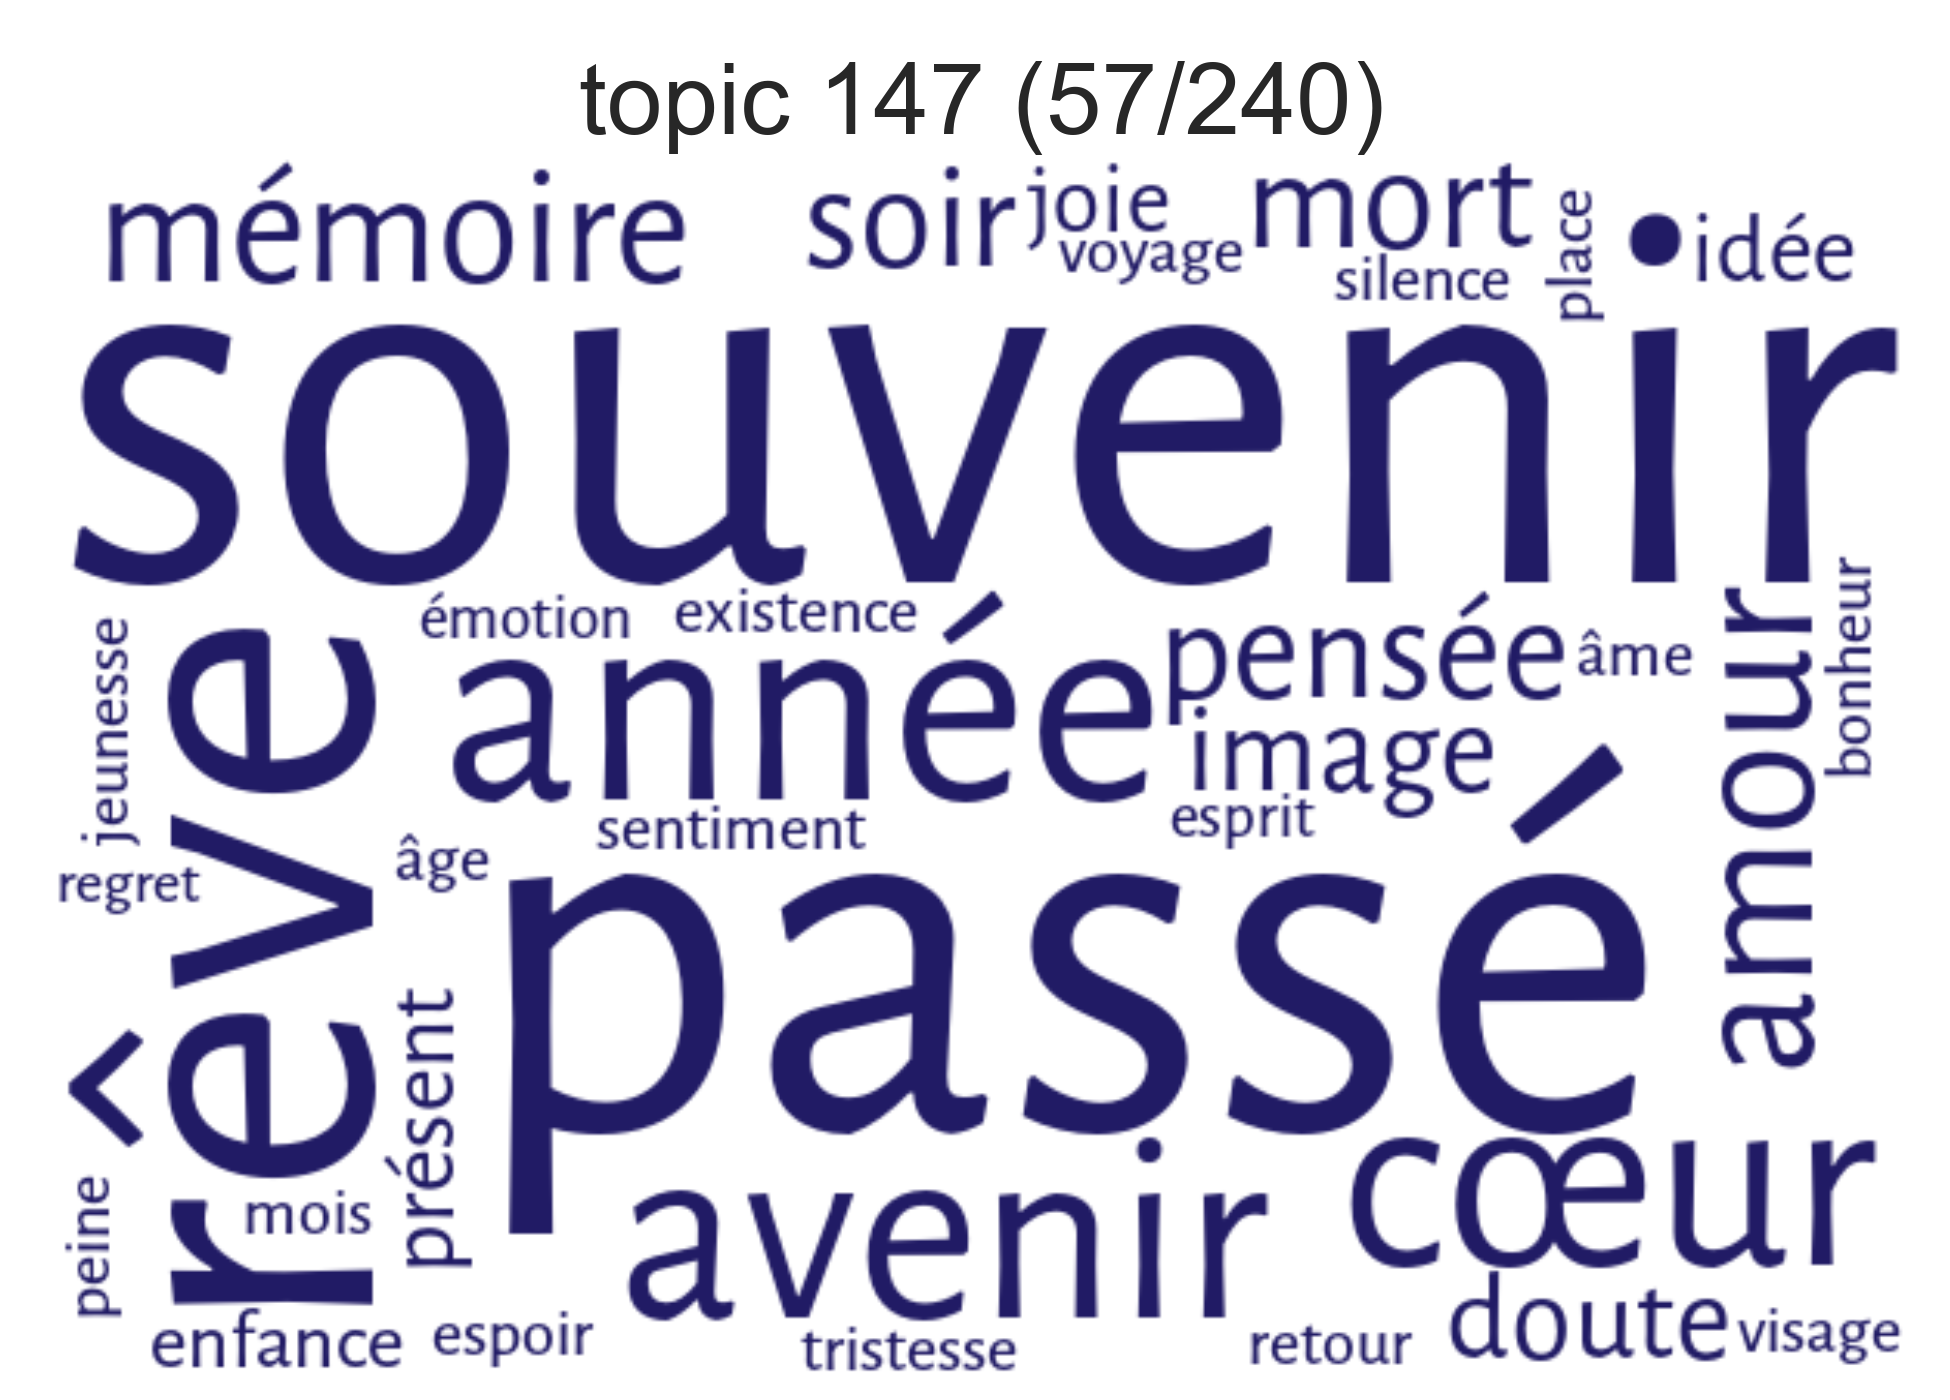 topic 147 (57/240)
mémoire
soir
joie
voyage
mort
silence
place
idée
souvenir
émotion
existence
année
pensée
âme
image
esprit
sentiment
amour
bonheur
jeunesse
rêve
regret
âge
passé
présent
peine
mois
avenir
cœur
enfance
espoir
tristesse
retour
doute
visage